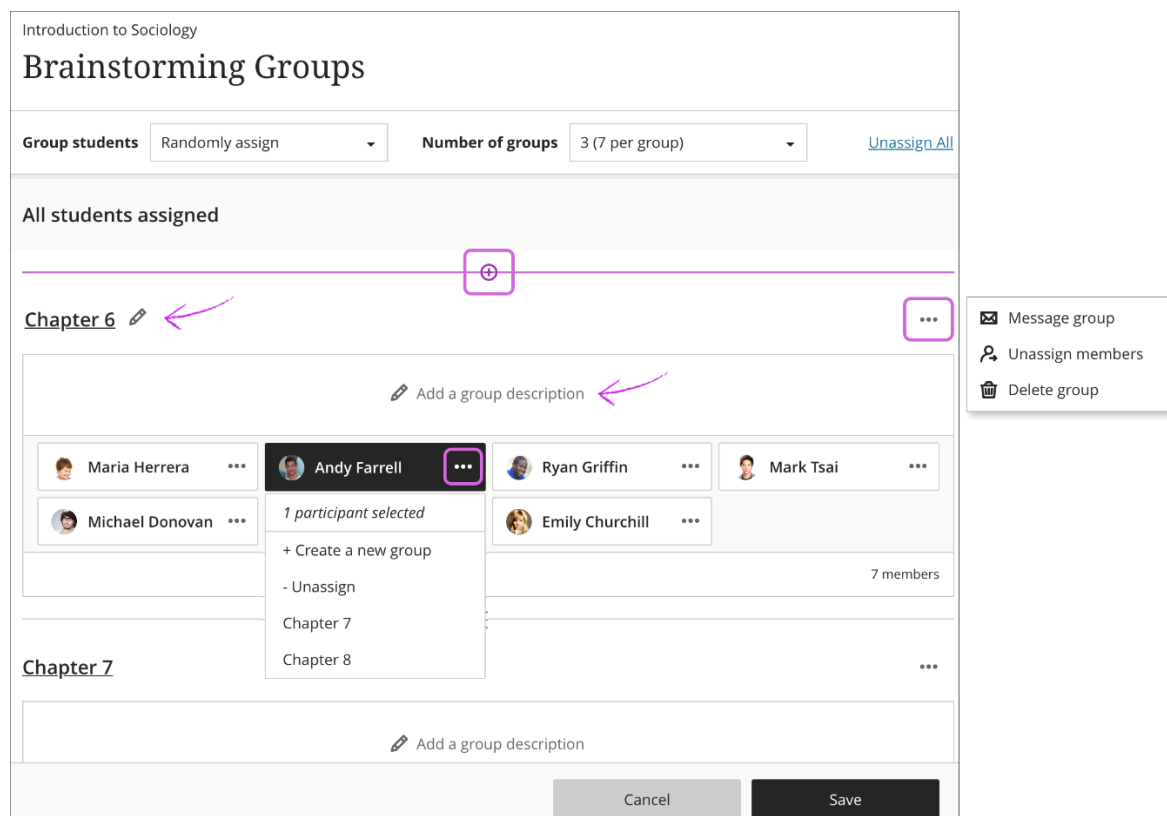 Introduction to Sociology
Brainstorming Groups
Group students Randomly assign Number of groups 3 (7 per group) Unassign All
All students assigned
Chapter 6
Message group
Unassign members
Delete group
Add a group description
Maria Herrera Andy Farrell Ryan Griffin Mark Tsai
Michael Donovan 1 participant selected Emily Churchill
+ Create a new group
- Unassign
Chapter 7
Chapter 8
7 members
Chapter 7
Add a group description
Cancel Save